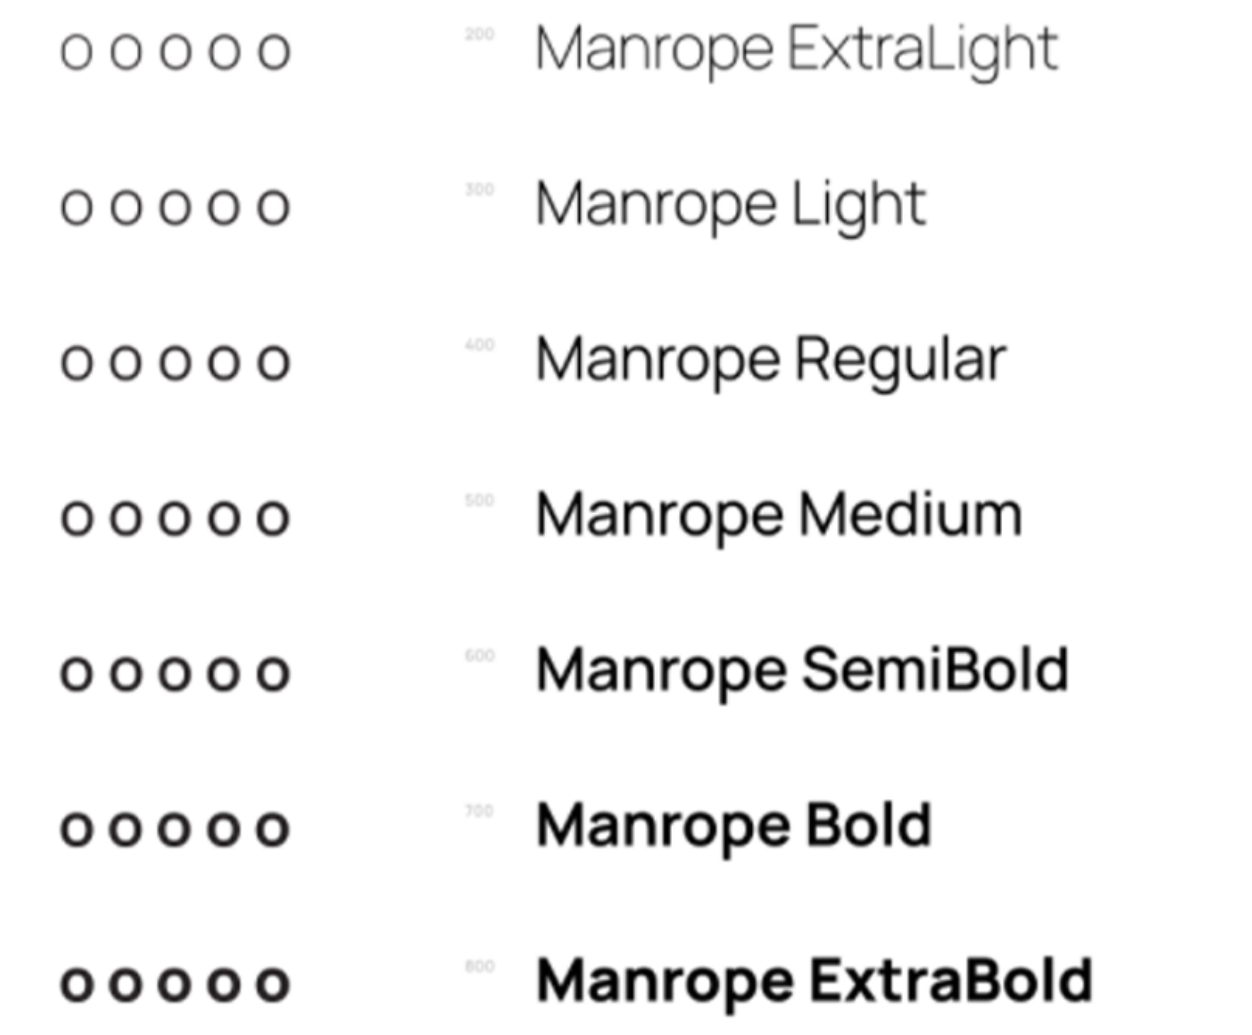 o o o o o 200 Manrope ExtraLight
o o o o o 300 Manrope Light
o o o o o 400 Manrope Regular
o o o o o 500 Manrope Medium
o o o o o 600 Manrope SemiBold
o o o o o 700 Manrope Bold
o o o o o 800 Manrope ExtraBold